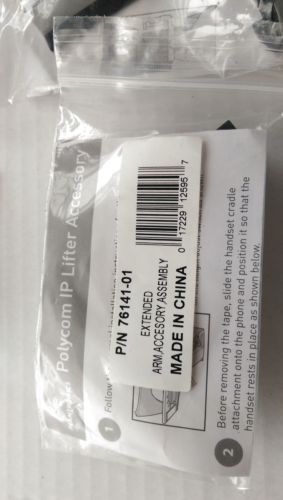 Polycom IP Lifter Accessory
P/N 76141-01
EXTENDED
ARM,ACCESORY,ASSEMBLY
MADE IN CHINA
0 17229 12595 7
1
Follow
2
Before removing the tape, slide the handset cradle
attachment onto the phone and position it so that the
handset rests in place as shown below.